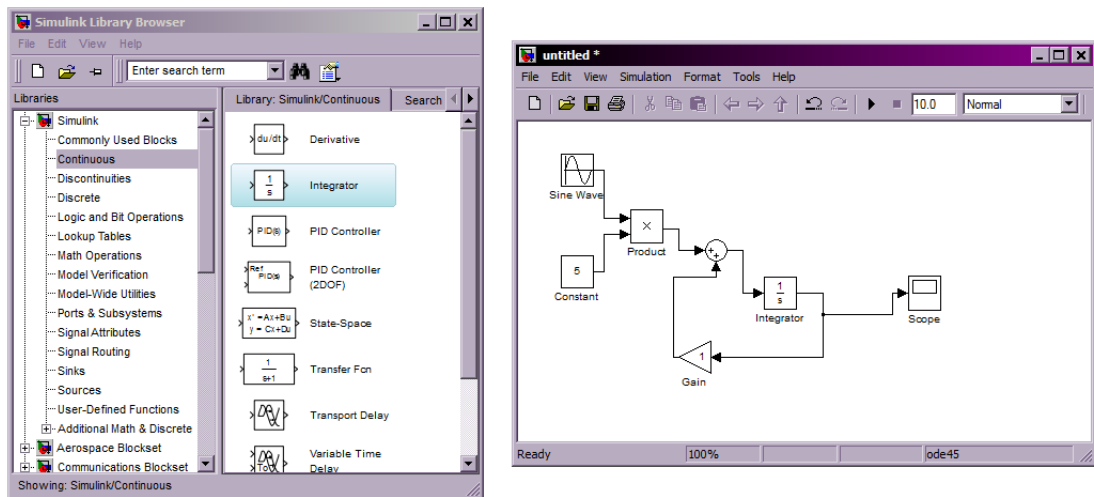 Simulink Library Browser
File Edit View Help
Enter search term
Libraries
Library: Simulink/Continuous Search
Simulink
Commonly Used Blocks
Continuous
Discontinuities
Discrete
Logic and Bit Operations
Lookup Tables
Math Operations
Model Verification
Model-Wide Utilities
Ports & Subsystems
Signal Attributes
Signal Routing
Sinks
Sources
User-Defined Functions
Additional Math & Discrete
Aerospace Blockset
Communications Blockset
du/dt Derivative
1
s
Integrator
PID(s) PID Controller
Ref
PID(s)
PID Controller
(2DOF)
x' =Ax+Bu
y = Cx+Du
State-Space
1
s+1
Transfer Fcn
Transport Delay
To
Variable Time
Delay
Showing: Simulink/Continuous
untitled *
File Edit View Simulation Format Tools Help
10.0 Normal
Sine Wave
×
Product
5
Constant
+
+
1
s
Integrator
Scope
1
Gain
Ready 100% ode45